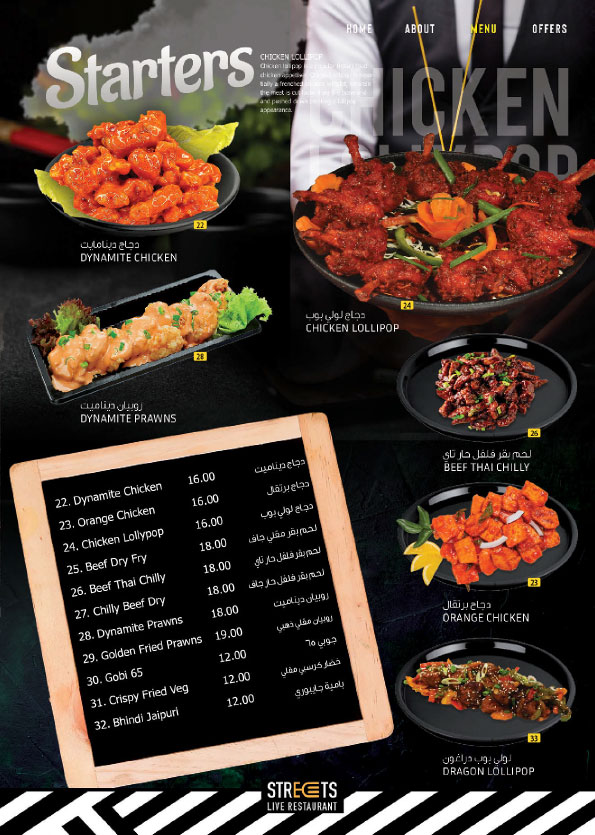 HOME ABOUT MENU OFFERS
Starters
CHICKEN LOLLIPOP
CHICKEN
LOLLIPOP
22
دجاج ديناميت
DYNAMITE CHICKEN
24
دجاج لولي بوب
CHICKEN LOLLIPOP
28
روبيان ديناميت
DYNAMITE PRAWNS
26
لحم بقر فلفل حار تاي
BEEF THAI CHILLY
23
دجاج برتقال
ORANGE CHICKEN
33
لولي بوب دراغون
DRAGON LOLLIPOP
22. Dynamite Chicken 16.00 دجاج ديناميت
23. Orange Chicken 16.00 دجاج برتقال
24. Chicken Lollypop 16.00 دجاج لولي بوب
25. Beef Dry Fry 18.00 لحم بقر مقلي جاف
26. Beef Thai Chilly 18.00 لحم بقر فلفل حار تاي
27. Chilly Beef Dry 18.00 لحم بقر فلفل حار جاف
28. Dynamite Prawns 18.00 روبيان ديناميت
29. Golden Fried Prawns 19.00 روبيان مقلي ذهبي
30. Gobi 65 12.00 جوبي ٦٥
31. Crispy Fried Veg 12.00 خضار كرسبي مقلي
32. Bhindi Jaipuri 12.00 بامية جايبوري
STREETS
LIVE RESTAURANT